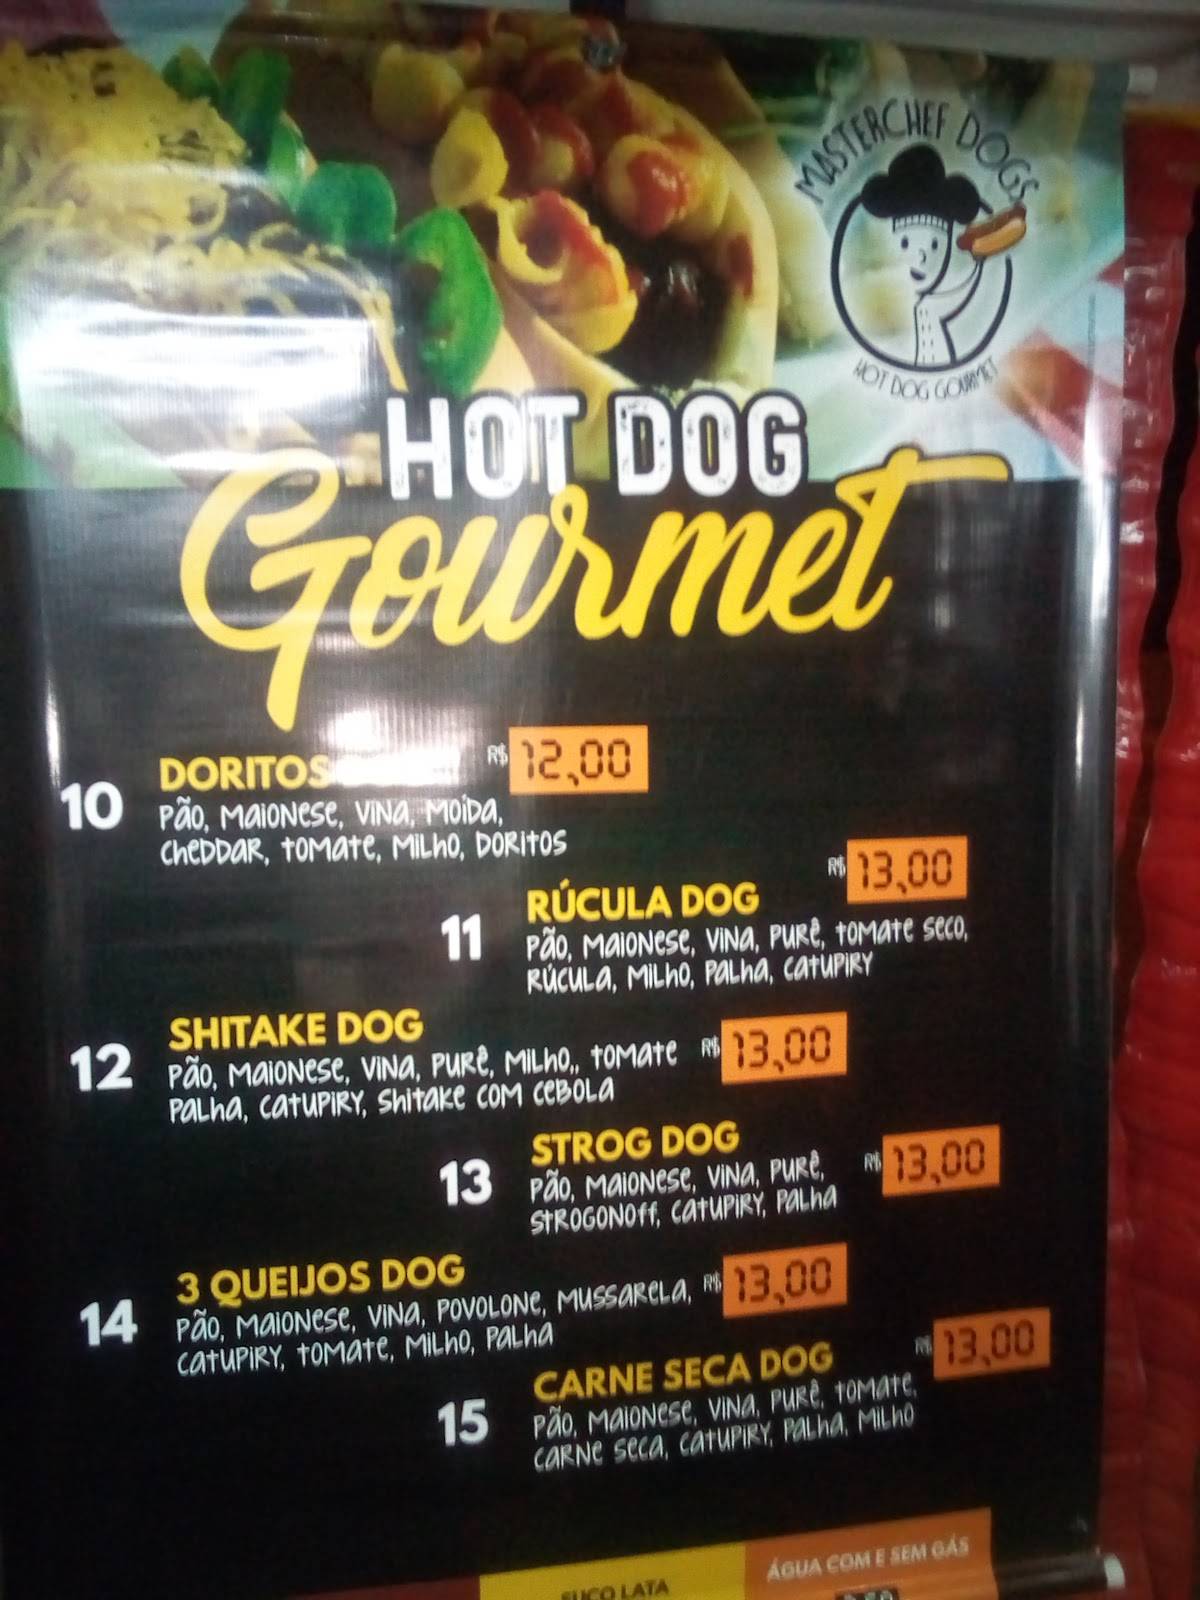 MASTERCHEF DOGS
HOT DOG GOURMET
HOT DOG
Gourmet
10 DORITOS R$ 12,00
Pão, Maionese, Vina, Moída,
Cheddar, Tomate, Milho, Doritos
11 RÚCULA DOG R$ 13,00
Pão, Maionese, Vina, Purê, Tomate seco,
Rúcula, Milho, Palha, Catupiry
12 SHITAKE DOG
Pão, Maionese, Vina, Purê, Milho,, Tomate R$ 13,00
Palha, Catupiry, Shitake com cebola
13 STROG DOG
Pão, Maionese, Vina, Purê, R$ 13,00
Strogonoff, Catupiry, Palha
14 3 QUEIJOS DOG
Pão, Maionese, Vina, Povolone, Mussarela, R$ 13,00
Catupiry, Tomate, Milho, Palha
15 CARNE SECA DOG R$ 13,00
Pão, Maionese, Vina, Purê, Tomate,
Carne seca, Catupiry, Palha, Milho
ÁGUA COM E SEM GÁS
SUCO LATA